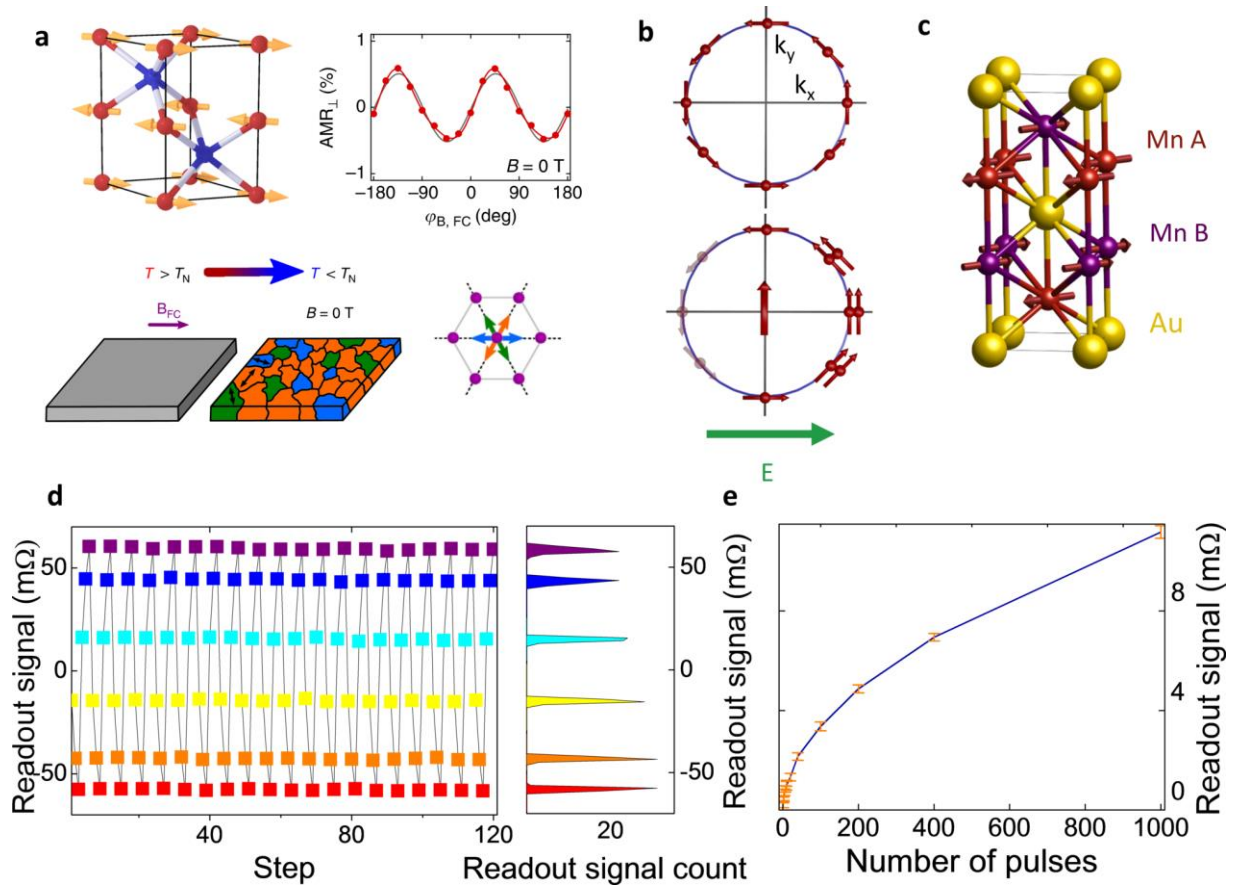 a
1
0
−1
AMR⊥ (%)
B = 0 T
−180 −90 0 90 180
φB, FC (deg)
T > TN
T < TN
BFC
B = 0 T
b
ky
kx
E
c
Mn A
Mn B
Au
d
Readout signal (mΩ)
50
0
−50
40 80 120
Step
50
0
−50
Readout signal (mΩ)
20
Readout signal count
e
8
4
0
Readout signal (mΩ)
0 200 400 600 800 1000
Number of pulses